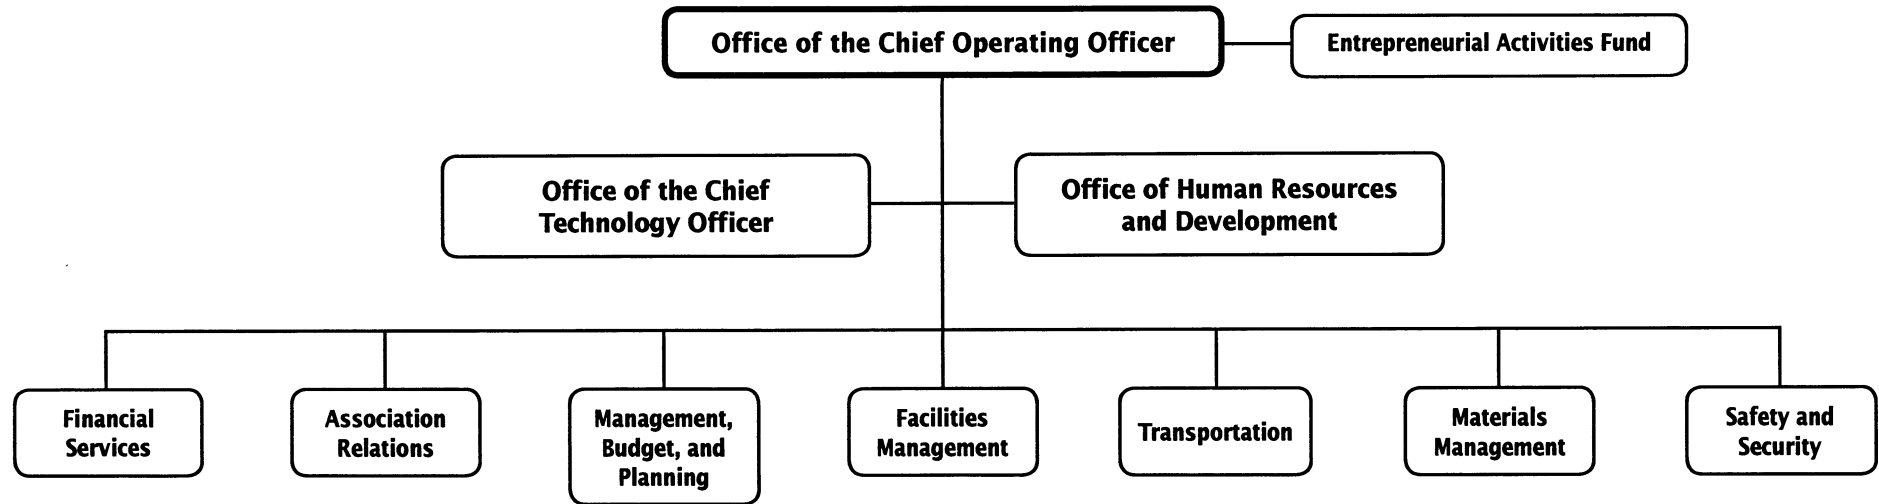 Office of the Chief Operating Officer
Entrepreneurial Activities Fund
Office of the Chief
Technology Officer
Office of Human Resources
and Development
Financial
Services
Association
Relations
Management,
Budget, and
Planning
Facilities
Management
Transportation
Materials
Management
Safety and
Security